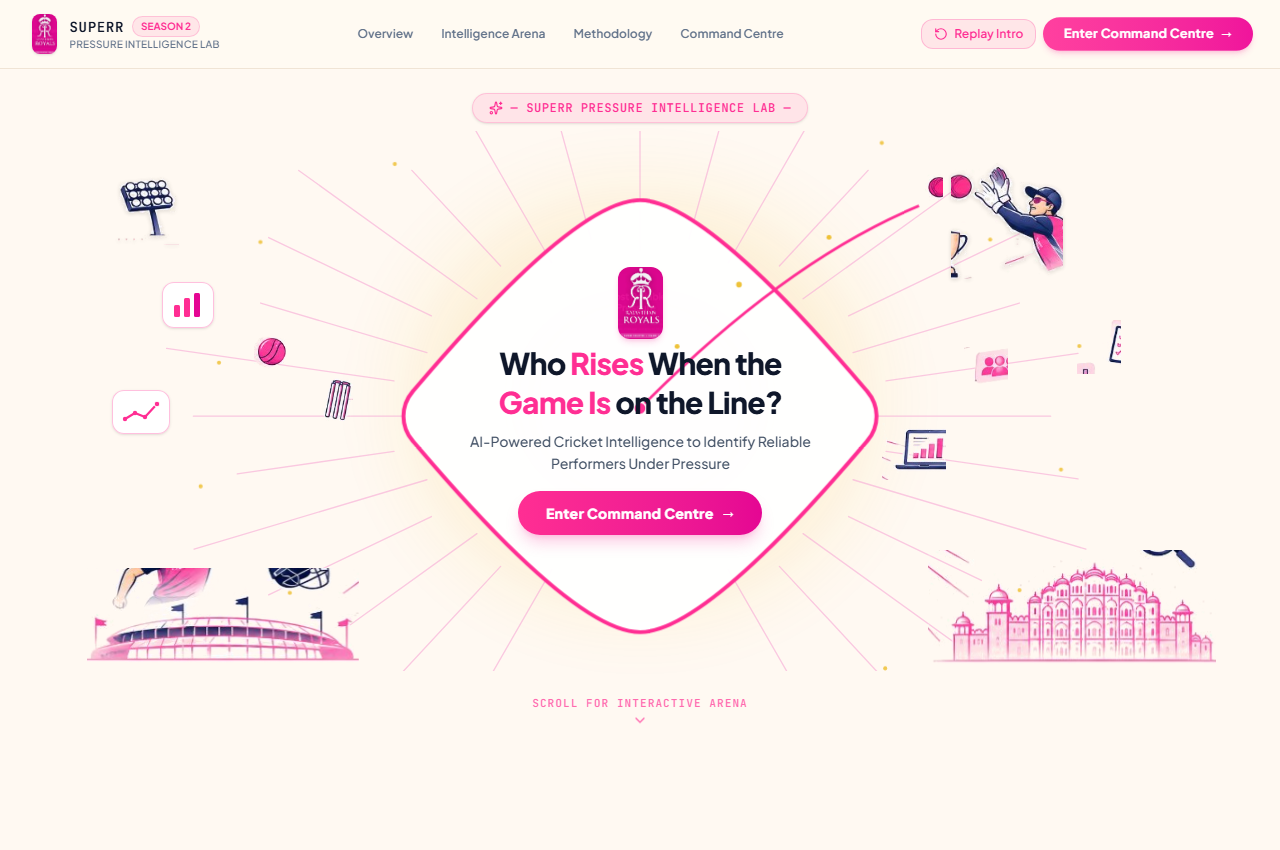 SUPERR SEASON 2
PRESSURE INTELLIGENCE LAB
Overview Intelligence Arena Methodology Command Centre
Replay Intro Enter Command Centre →
— SUPERR PRESSURE INTELLIGENCE LAB —
RAJASTHAN
ROYALS
Who Rises When the
Game Is on the Line?
AI-Powered Cricket Intelligence to Identify Reliable
Performers Under Pressure
Enter Command Centre →
SCROLL FOR INTERACTIVE ARENA